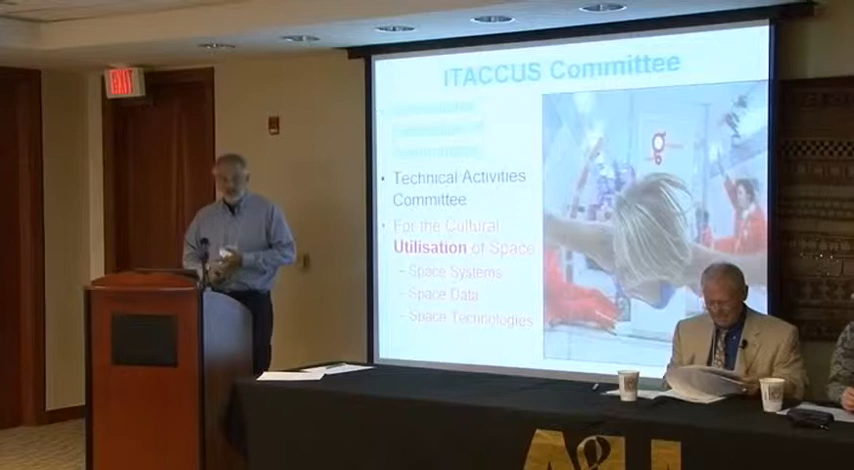 EXIT
ITACCUS Committee
• Technical Activities
Committee
• For the Cultural
Utilisation of Space
– Space Systems
– Space Data
– Space Technologies
A&U